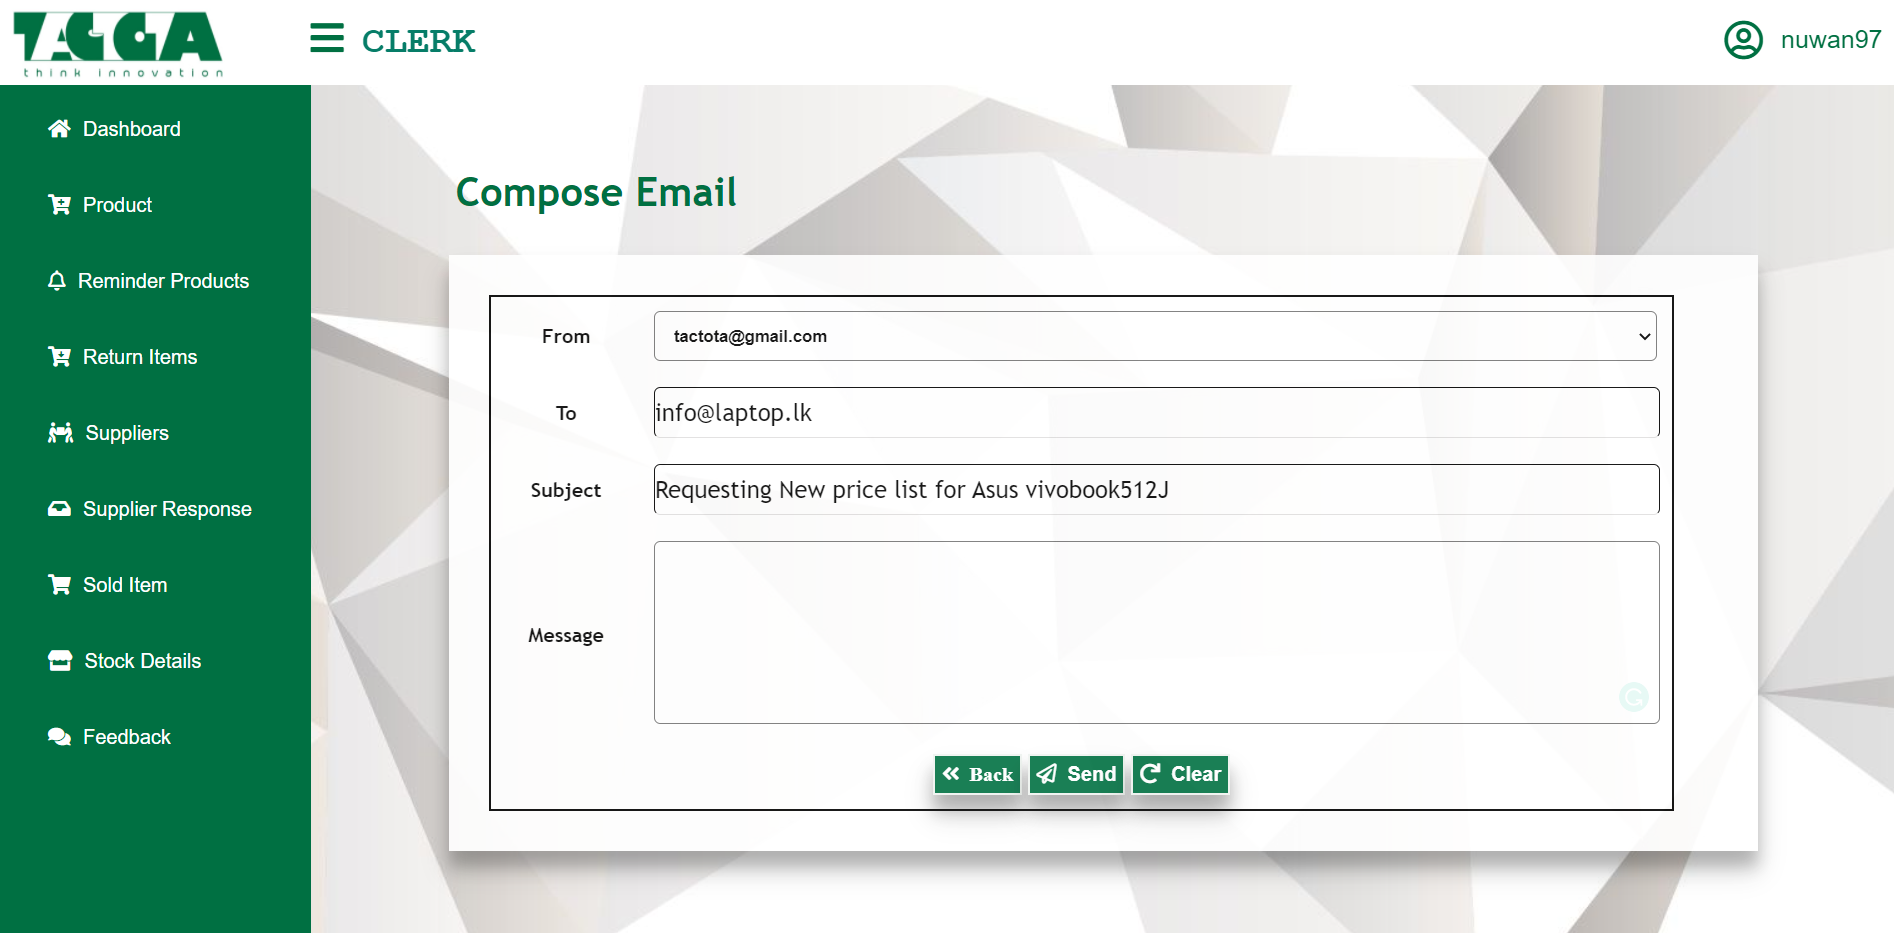 TACGA
think innovation
CLERK
nuwan97
Dashboard
Product
Reminder Products
Return Items
Suppliers
Supplier Response
Sold Item
Stock Details
Feedback
Compose Email
From
tactota@gmail.com
To
info@laptop.lk
Subject
Requesting New price list for Asus vivobook512J
Message
Back
Send
Clear